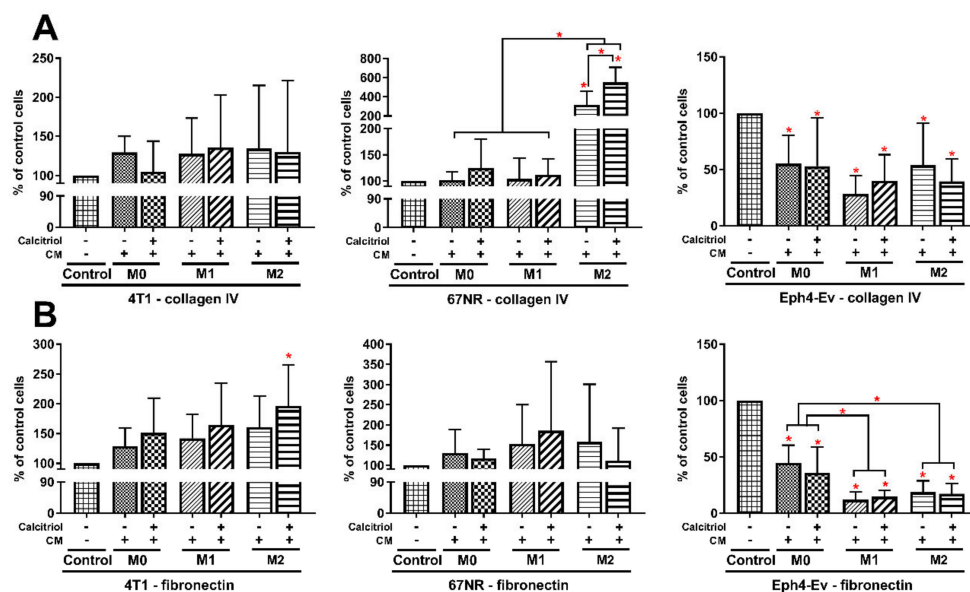 A
% of control cells
250
200
150
100
90
0
Calcitriol - - + - + - +
CM - + + + + + +
Control M0 M1 M2
4T1 - collagen IV
% of control cells
800
600
400
200
200
150
100
90
0
*
*
*
*
Calcitriol - - + - + - +
CM - + + + + + +
Control M0 M1 M2
67NR - collagen IV
% of control cells
150
100
50
0
* * * * * *
Calcitriol - - + - + - +
CM - + + + + + +
Control M0 M1 M2
Eph4-Ev - collagen IV
B
% of control cells
300
250
200
150
100
90
0
*
Calcitriol - - + - + - +
CM - + + + + + +
Control M0 M1 M2
4T1 - fibronectin
% of control cells
400
350
300
250
200
150
100
90
0
Calcitriol - - + - + - +
CM - + + + + + +
Control M0 M1 M2
67NR - fibronectin
% of control cells
150
100
50
0
*
*
* * * * * *
Calcitriol - - + - + - +
CM - + + + + + +
Control M0 M1 M2
Eph4-Ev - fibronectin